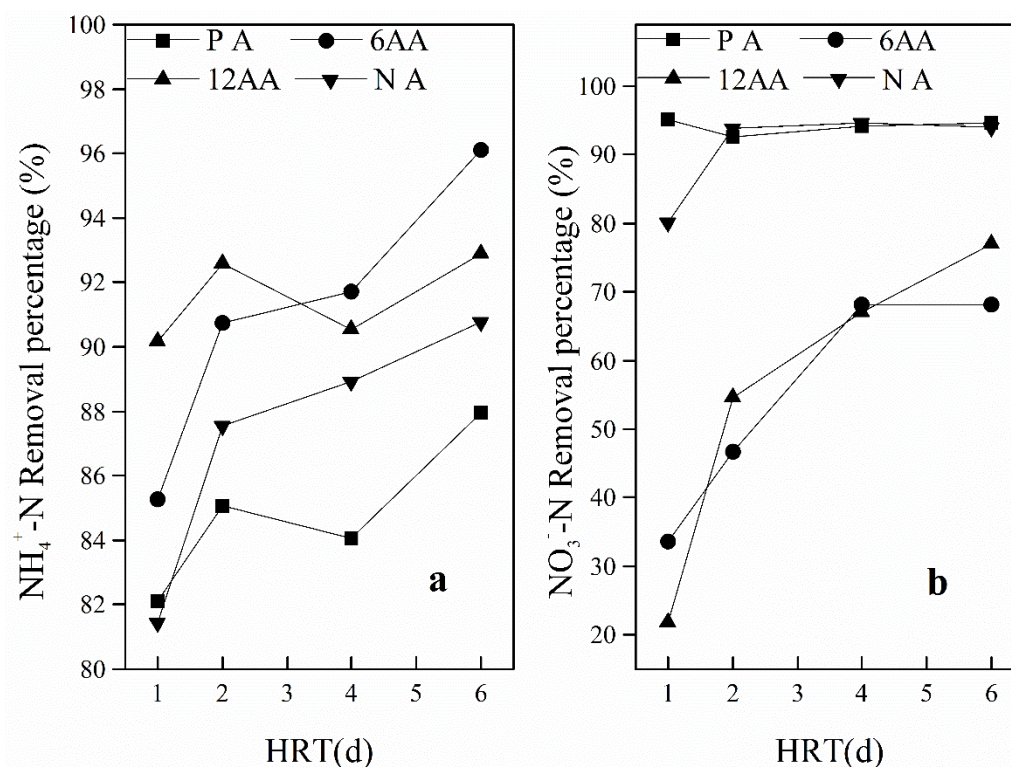 P A 6AA
12AA N A
NH₄⁺-N Removal percentage (%)
100
98
96
94
92
90
88
86
84
82
80
1 2 3 4 5 6
HRT(d)
a
P A 6AA
12AA N A
NO₃⁻-N Removal percentage (%)
100
90
80
70
60
50
40
30
20
1 2 3 4 5 6
HRT(d)
b